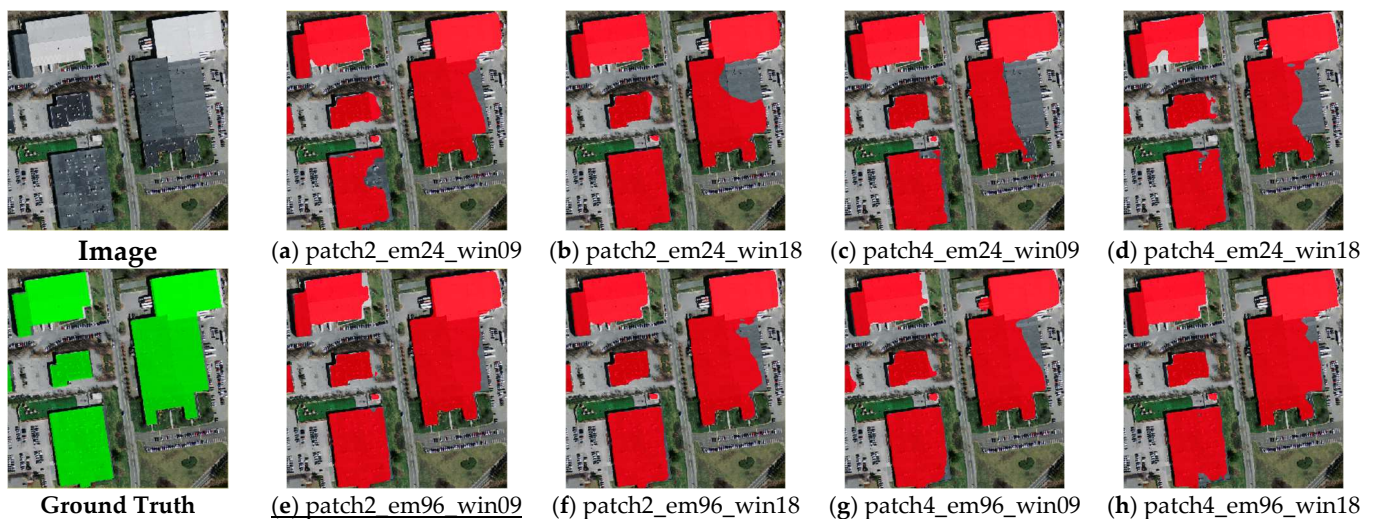 Image
(a) patch2_em24_win09
(b) patch2_em24_win18
(c) patch4_em24_win09
(d) patch4_em24_win18
Ground Truth
(e) patch2_em96_win09
(f) patch2_em96_win18
(g) patch4_em96_win09
(h) patch4_em96_win18